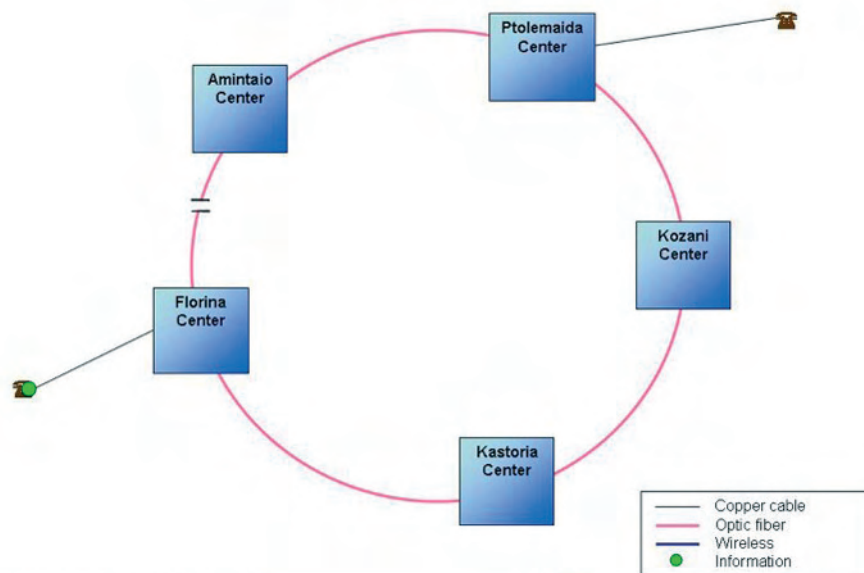 Ptolemaida
Center
Amintaio
Center
Kozani
Center
Florina
Center
Kastoria
Center
Copper cable
Optic fiber
Wireless
Information